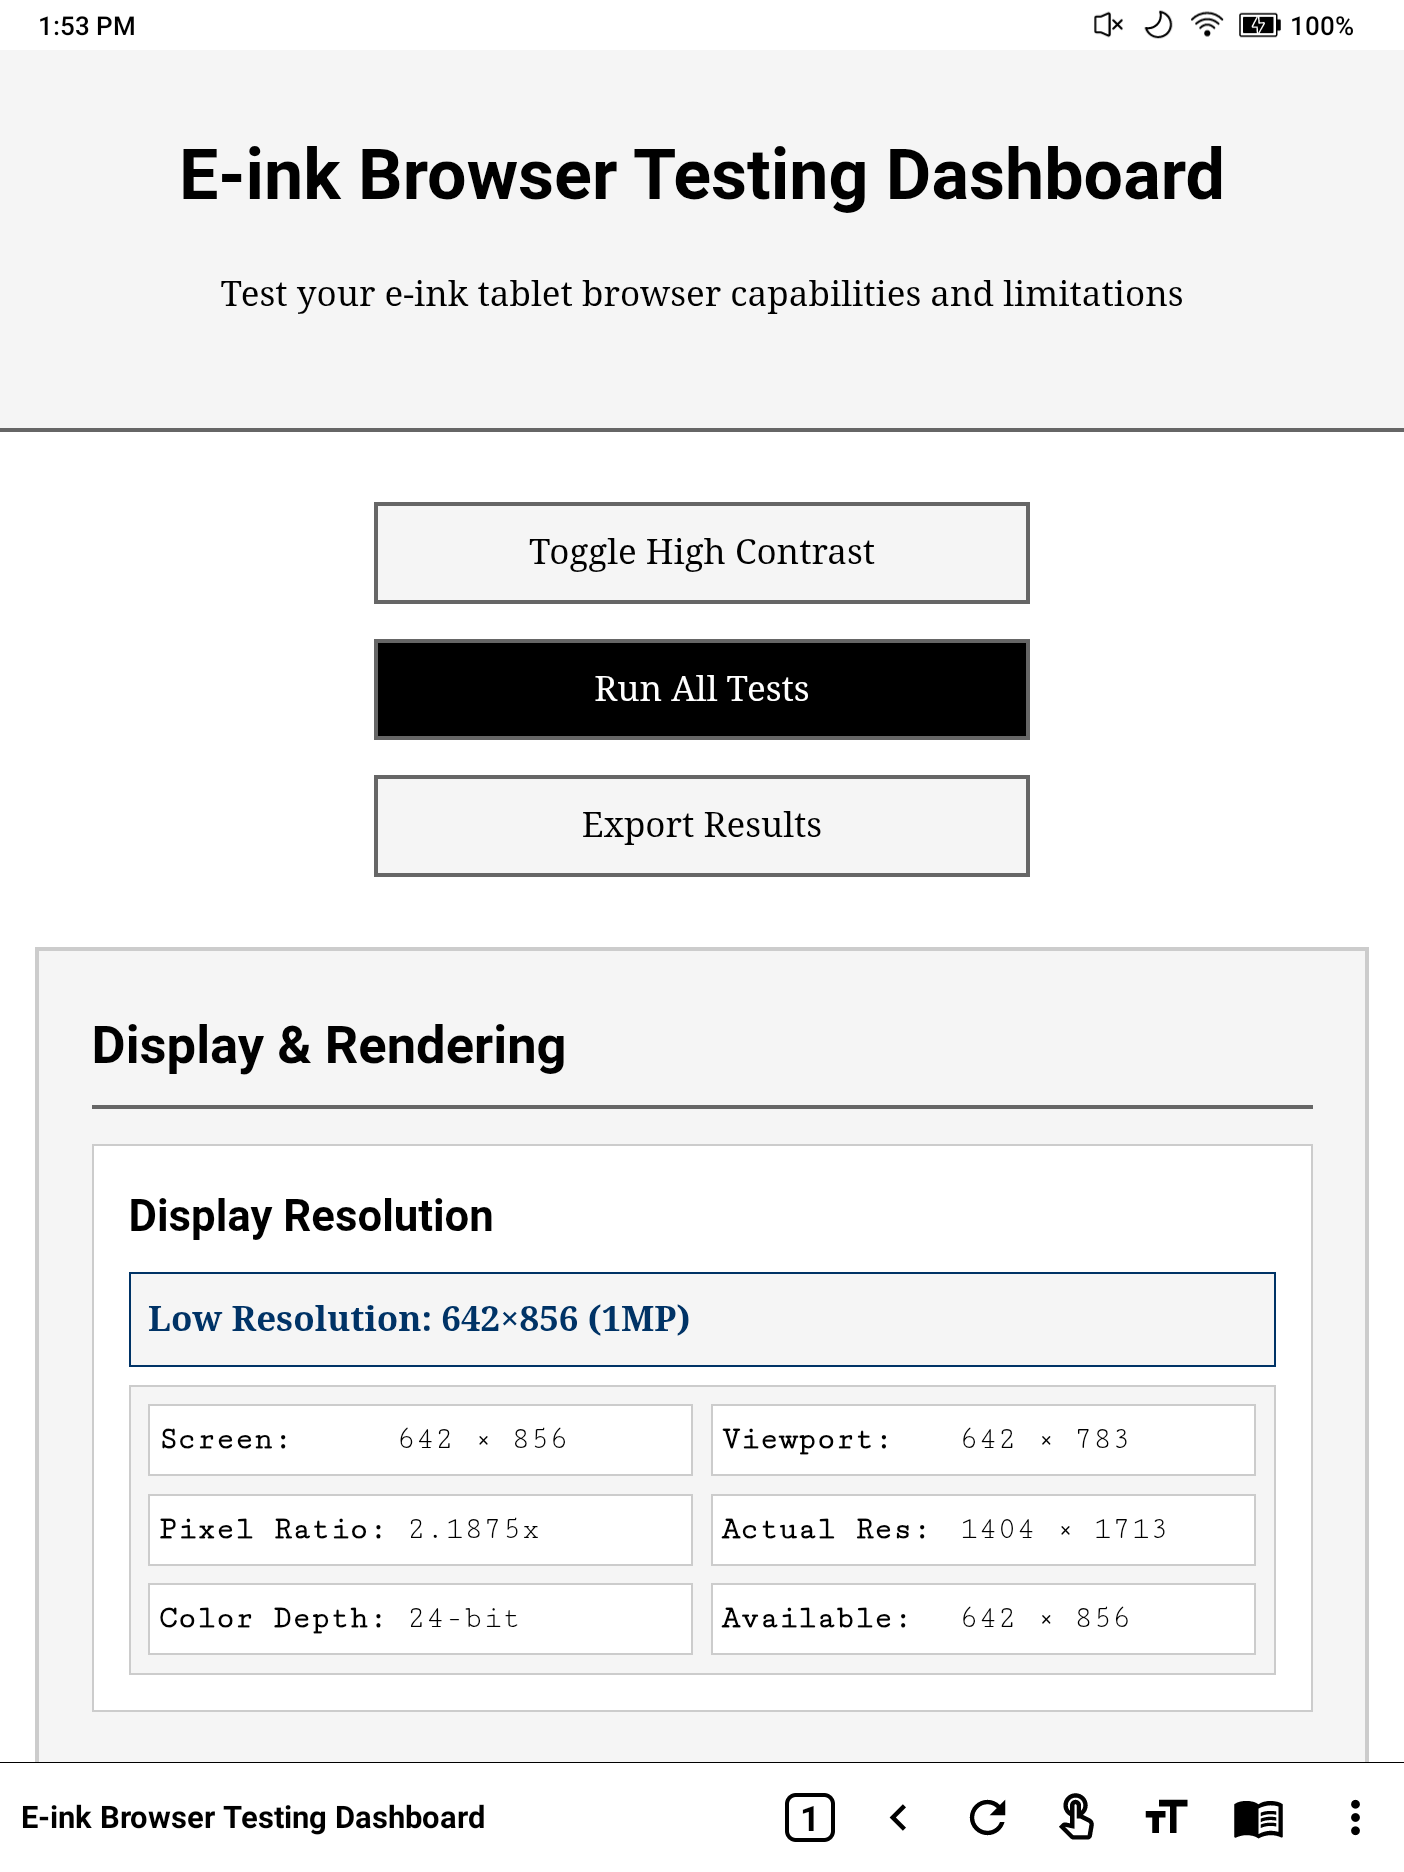 1:53 PM 100%
E-ink Browser Testing Dashboard
Test your e-ink tablet browser capabilities and limitations
Toggle High Contrast
Run All Tests
Export Results
Display & Rendering
Display Resolution
Low Resolution: 642×856 (1MP)
Screen: 642 × 856
Viewport: 642 × 783
Pixel Ratio: 2.1875x
Actual Res: 1404 × 1713
Color Depth: 24-bit
Available: 642 × 856
E-ink Browser Testing Dashboard 1